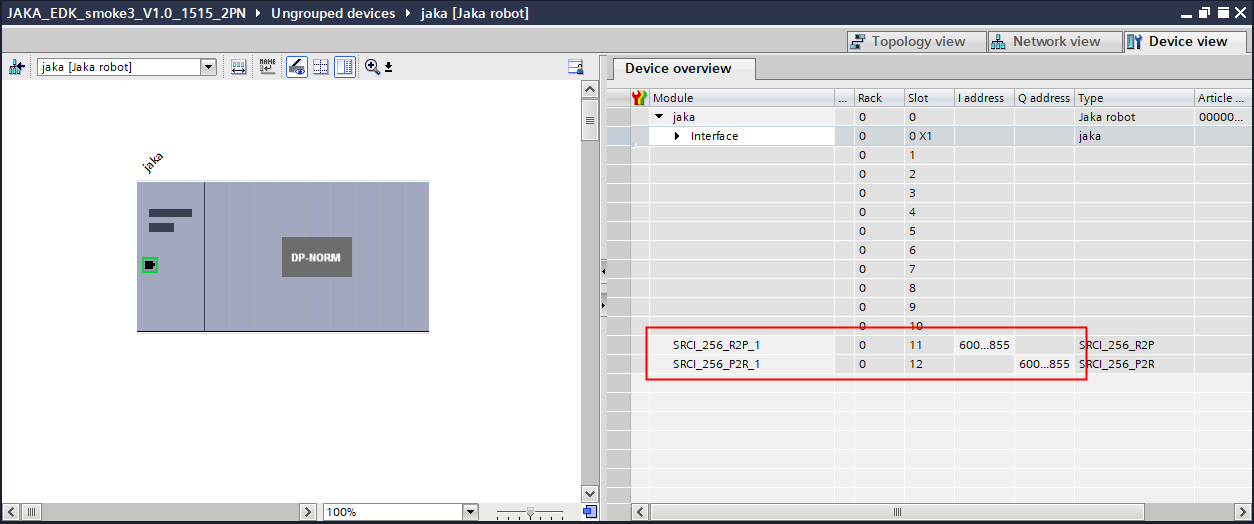 JAKA_EDK_smoke3_V1.0_1515_2PN ▸ Ungrouped devices ▸ jaka [Jaka robot]
Topology view Network view Device view
jaka [Jaka robot] NAME
Device overview
Module ... Rack Slot I address Q address Type Article ...
jaka 0 0 Jaka robot 00000...
Interface 0 0 X1 jaka
0 1
0 2
0 3
0 4
0 5
0 6
0 7
0 8
0 9
0 10
SRCI_256_R2P_1 0 11 600...855 SRCI_256_R2P
SRCI_256_P2R_1 0 12 600...855 SRCI_256_P2R
jaka
DP-NORM
100%